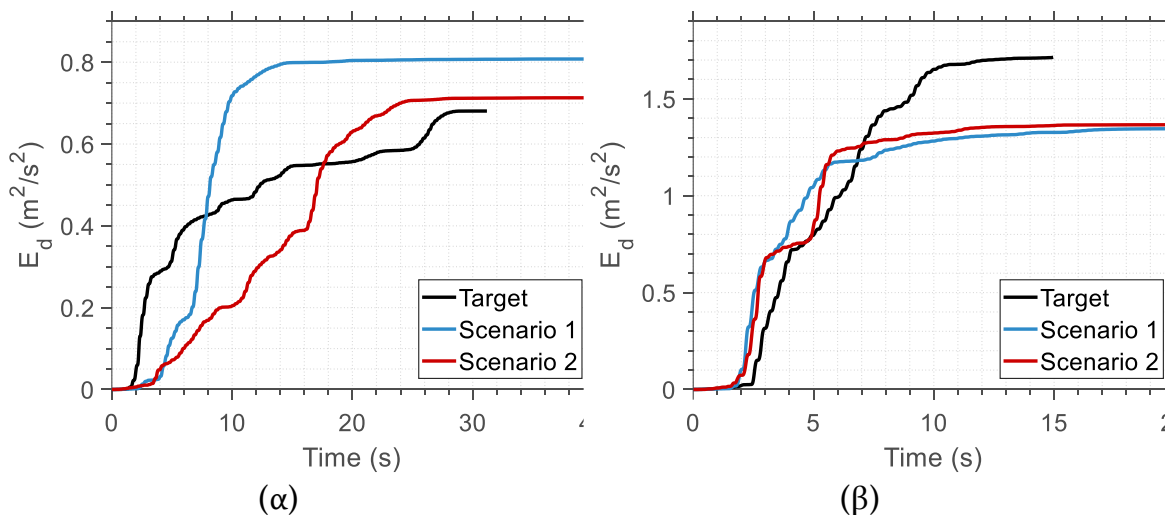 E_d (m^2/s^2)
0.8
0.6
0.4
0.2
0
0
10
20
30
Time (s)
Target
Scenario 1
Scenario 2
(α)
E_d (m^2/s^2)
1.5
1
0.5
0
0
5
10
15
2
Time (s)
Target
Scenario 1
Scenario 2
(β)